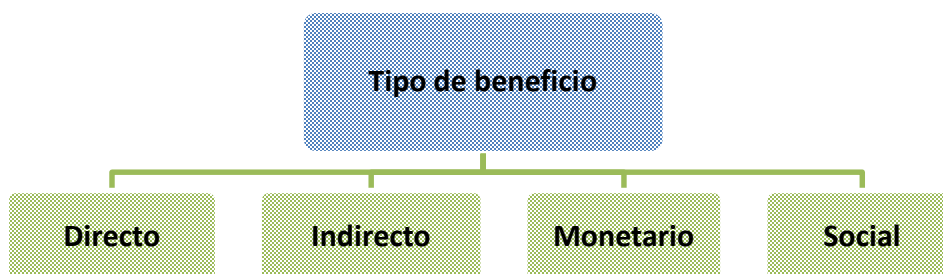 Tipo de beneficio
Directo
Indirecto
Monetario
Social